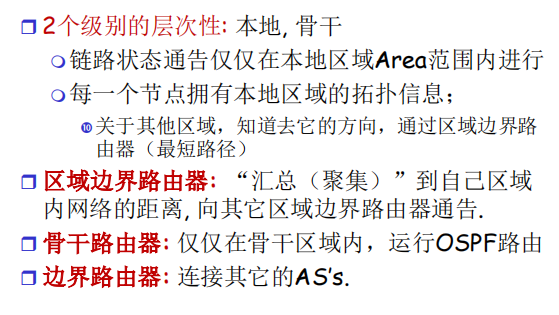 2个级别的层次性: 本地, 骨干
链路状态通告仅仅在本地区域Area范围内进行
每一个节点拥有本地区域的拓扑信息；
关于其他区域，知道去它的方向，通过区域边界路
由器（最短路径）
区域边界路由器: “汇总（聚集）”到自己区域
内网络的距离, 向其它区域边界路由器通告.
骨干路由器: 仅仅在骨干区域内，运行OSPF路由
边界路由器: 连接其它的AS’s.